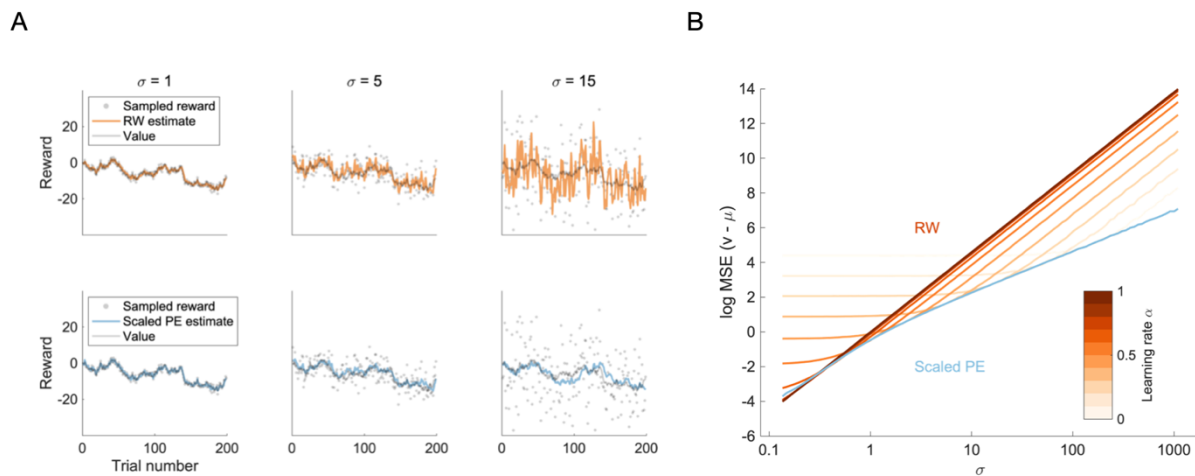 A
σ = 1
σ = 5
σ = 15
Sampled reward
RW estimate
Value
Reward
20
0
-20
Sampled reward
Scaled PE estimate
Value
Reward
20
0
-20
0 100 200
0 100 200
0 100 200
Trial number
B
log MSE (v - μ)
14
12
10
8
6
4
2
0
-2
-4
-6
0.1 1 10 100 1000
σ
RW
Scaled PE
1
0.5
0
Learning rate α